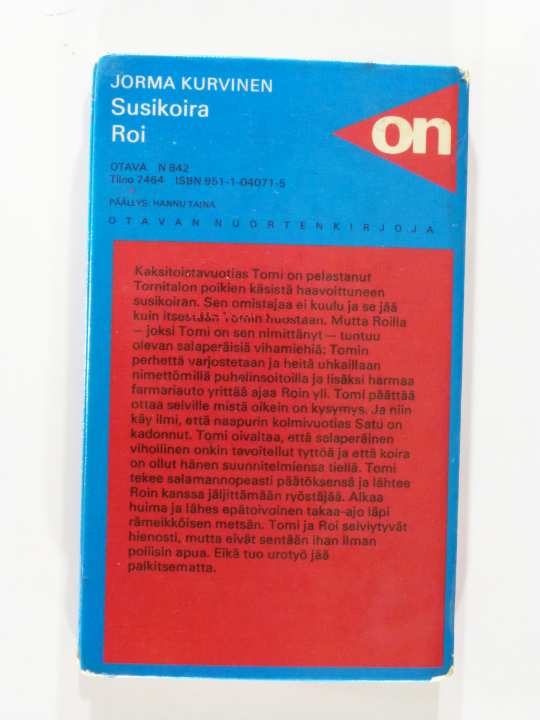 JORMA KURVINEN
Susikoira
Roi
on
OTAVA N 842
Tilno 7464 ISBN 951-1-04071-5
PÄÄLLYS: HANNU TAINA
OTAVAN NUORTENKIRJOJA
Kaksitoistavuotias Tomi on pelastanut
Tornitalon poikien käsistä haavoittuneen
susikoiran. Sen omistajaa ei kuulu ja se jää
kuin itsestään Tomin huostaan. Mutta Roilla
— joksi Tomi on sen nimittänyt — tuntuu
olevan salaperäisiä vihamiehiä: Tomin
perhettä varjostetaan ja heitä uhkaillaan
nimettömillä puhelinsoitoilla ja lisäksi harmaa
farmariauto yrittää ajaa Roin yli. Tomi päättää
ottaa selville mistä oikein on kysymys. Ja niin
käy ilmi, että naapurin kolmivuotias Satu on
kadonnut. Tomi oivaltaa, että salaperäinen
vihollinen onkin tavoitellut tyttöä ja että koira
on ollut hänen suunnitelmiensa tiellä. Tomi
tekee salamannopeasti päätöksensä ja lähtee
Roin kanssa jäljittämään ryöstäjää. Alkaa
huima ja lähes epätoivoinen takaa-ajo läpi
rämeikköisen metsän. Tomi ja Roi selviytyvät
hienosti, mutta eivät sentään ihan ilman
poliisin apua. Eikä tuo urotyö jää
palkitsematta.